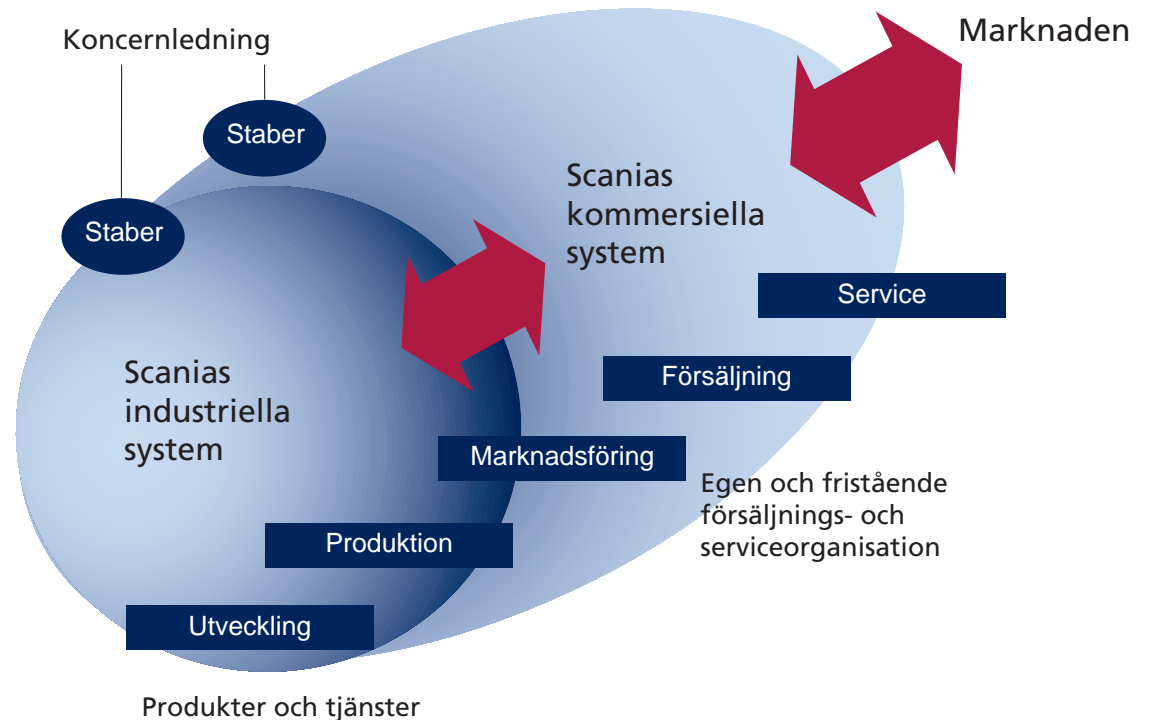 Koncernledning
Marknaden
Staber
Staber
Scanias
kommersiella
system
Service
Scanias
industriella
system
Försäljning
Marknadsföring
Egen och fristående
försäljnings- och
serviceorganisation
Produktion
Utveckling
Produkter och tjänster